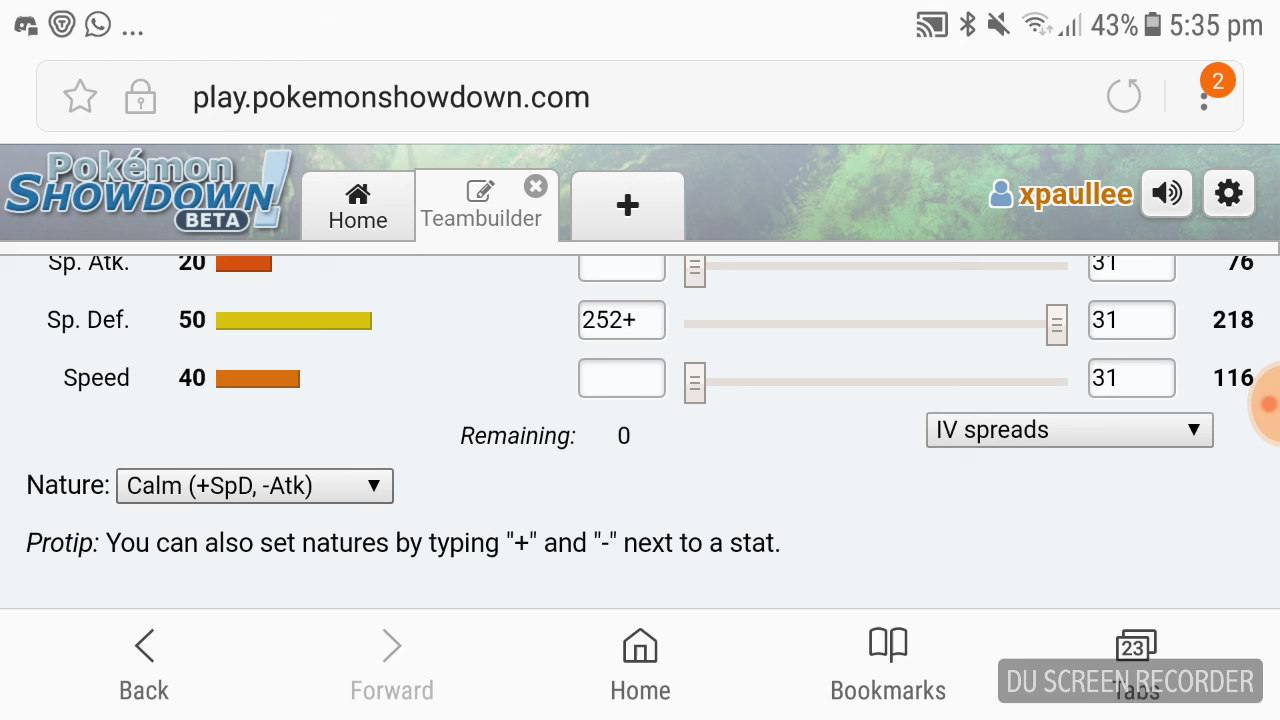 ... 43% 5:35 pm
play.pokemonshowdown.com 2
Pokémon
SHOWDOWN!
BETA
Home
Teambuilder
+
xpaullee
Sp. Atk. 20 31 76
Sp. Def. 50 252+ 31 218
Speed 40 31 116
Remaining: 0 IV spreads
Nature: Calm (+SpD, -Atk)
Protip: You can also set natures by typing "+" and "-" next to a stat.
23
Back Forward Home Bookmarks Tabs
DU SCREEN RECORDER